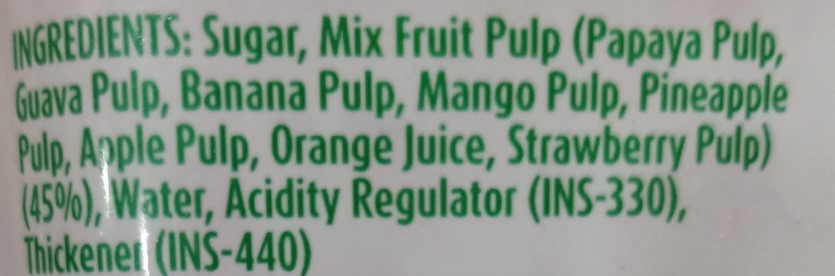 INGREDIENTS: Sugar, Mix Fruit Pulp (Papaya Pulp,
Guava Pulp, Banana Pulp, Mango Pulp, Pineapple
Pulp, Apple Pulp, Orange Juice, Strawberry Pulp)
(45%), Water, Acidity Regulator (INS-330),
Thickener (INS-440)